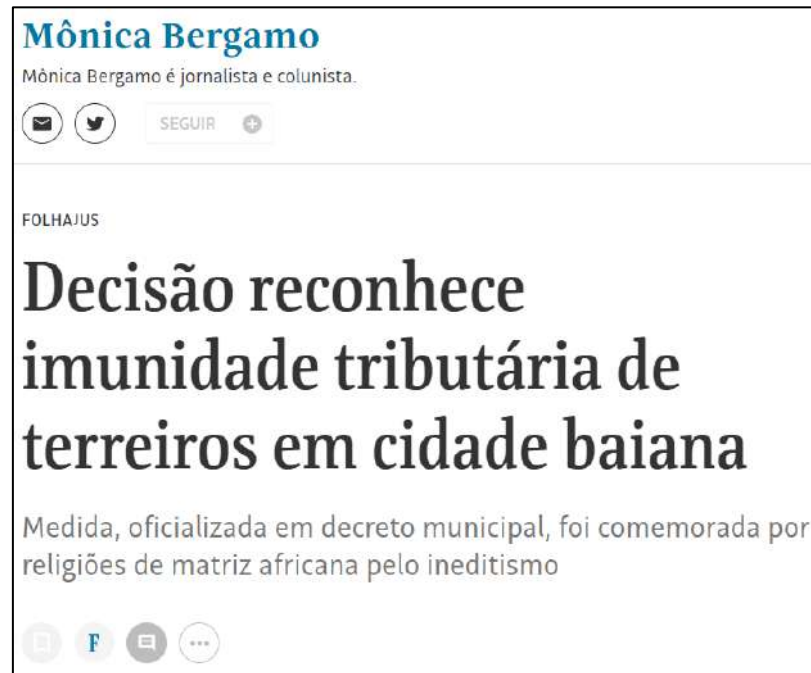 Mônica Bergamo
Mônica Bergamo é jornalista e colunista.
SEGUIR
FOLHAJUS
Decisão reconhece
imunidade tributária de
terreiros em cidade baiana
Medida, oficializada em decreto municipal, foi comemorada por
religiões de matriz africana pelo ineditismo
F